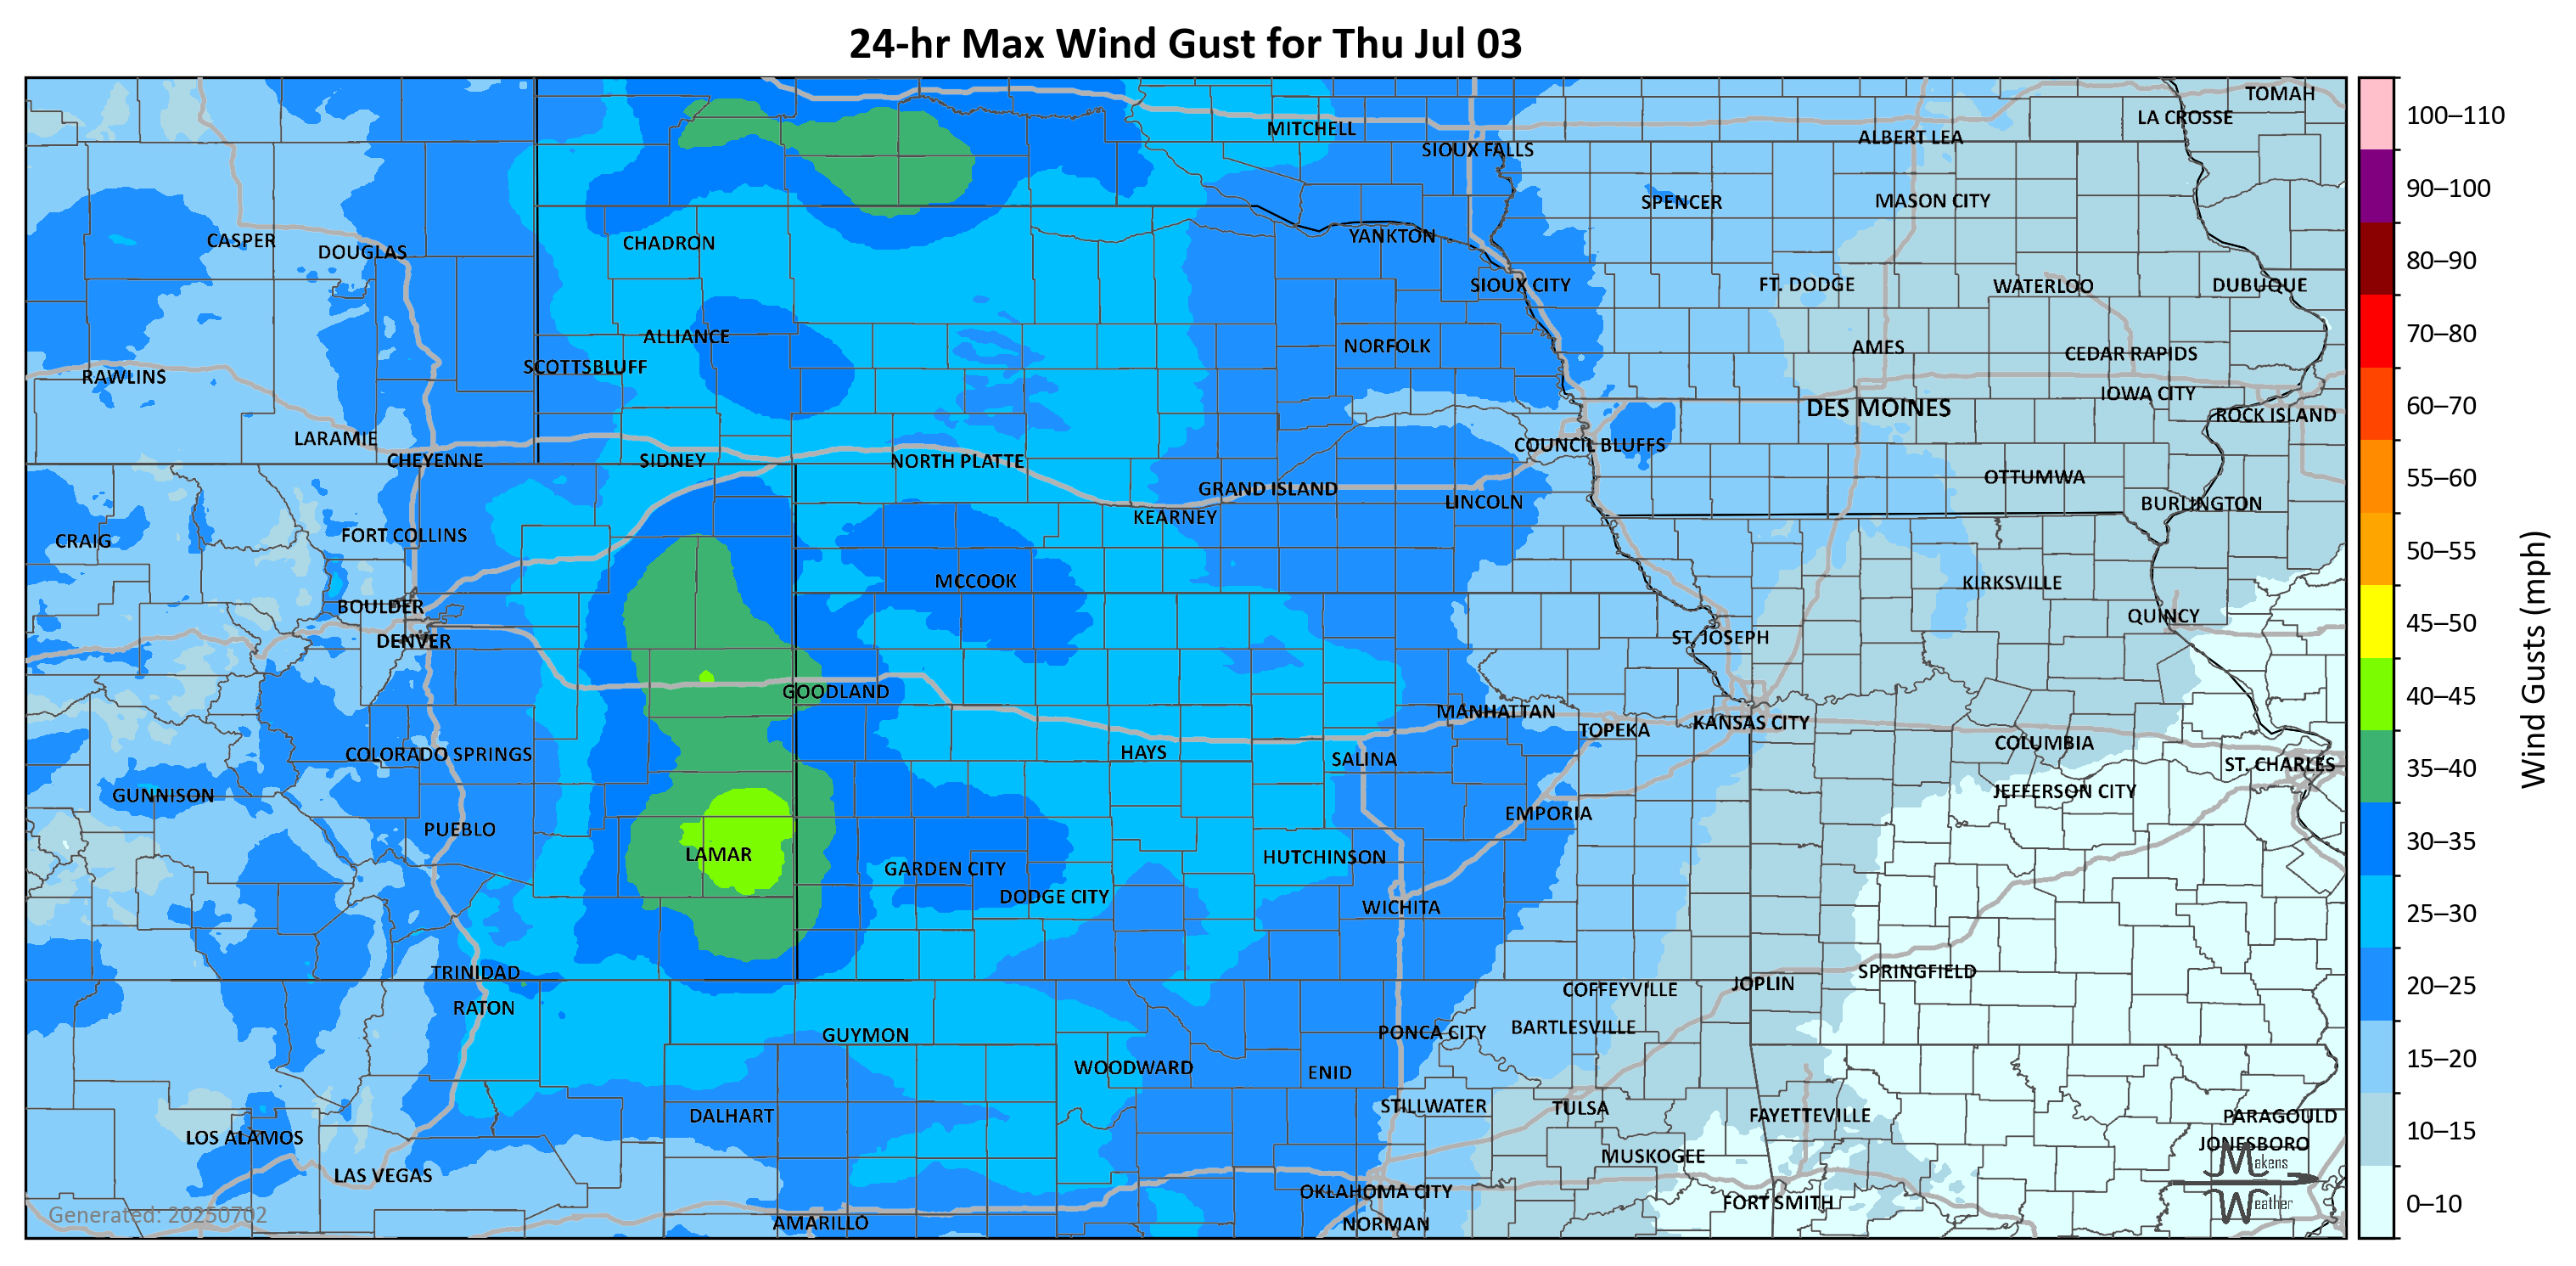 24-hr Max Wind Gust for Thu Jul 03
TOMAH
LA CROSSE
MITCHELL
ALBERT LEA
SIOUX FALLS
SPENCER
MASON CITY
CASPER
DOUGLAS
CHADRON
YANKTON
SIOUX CITY
FT. DODGE
WATERLOO
DUBUQUE
ALLIANCE
NORFOLK
AMES
CEDAR RAPIDS
SCOTTSBLUFF
RAWLINS
IOWA CITY
DES MOINES
ROCK ISLAND
LARAMIE
COUNCIL BLUFFS
CHEYENNE
SIDNEY
NORTH PLATTE
OTTUMWA
GRAND ISLAND
LINCOLN
BURLINGTON
KEARNEY
FORT COLLINS
CRAIG
MCCOOK
KIRKSVILLE
BOULDER
QUINCY
DENVER
ST. JOSEPH
GOODLAND
MANHATTAN
TOPEKA
KANSAS CITY
COLORADO SPRINGS
HAYS
SALINA
COLUMBIA
ST. CHARLES
GUNNISON
JEFFERSON CITY
EMPORIA
PUEBLO
LAMAR
HUTCHINSON
GARDEN CITY
DODGE CITY
WICHITA
TRINIDAD
SPRINGFIELD
JOPLIN
COFFEYVILLE
RATON
GUYMON
PONCA CITY
BARTLESVILLE
WOODWARD
ENID
STILLWATER
TULSA
DALHART
FAYETTEVILLE
PARAGOULD
LOS ALAMOS
JONESBORO
MUSKOGEE
LAS VEGAS
OKLAHOMA CITY
FORT SMITH
AMARILLO
NORMAN
Makens
Weather
Generated: 20250702
100–110
90–100
80–90
70–80
60–70
55–60
50–55
45–50
40–45
35–40
30–35
25–30
20–25
15–20
10–15
0–10
Wind Gusts (mph)